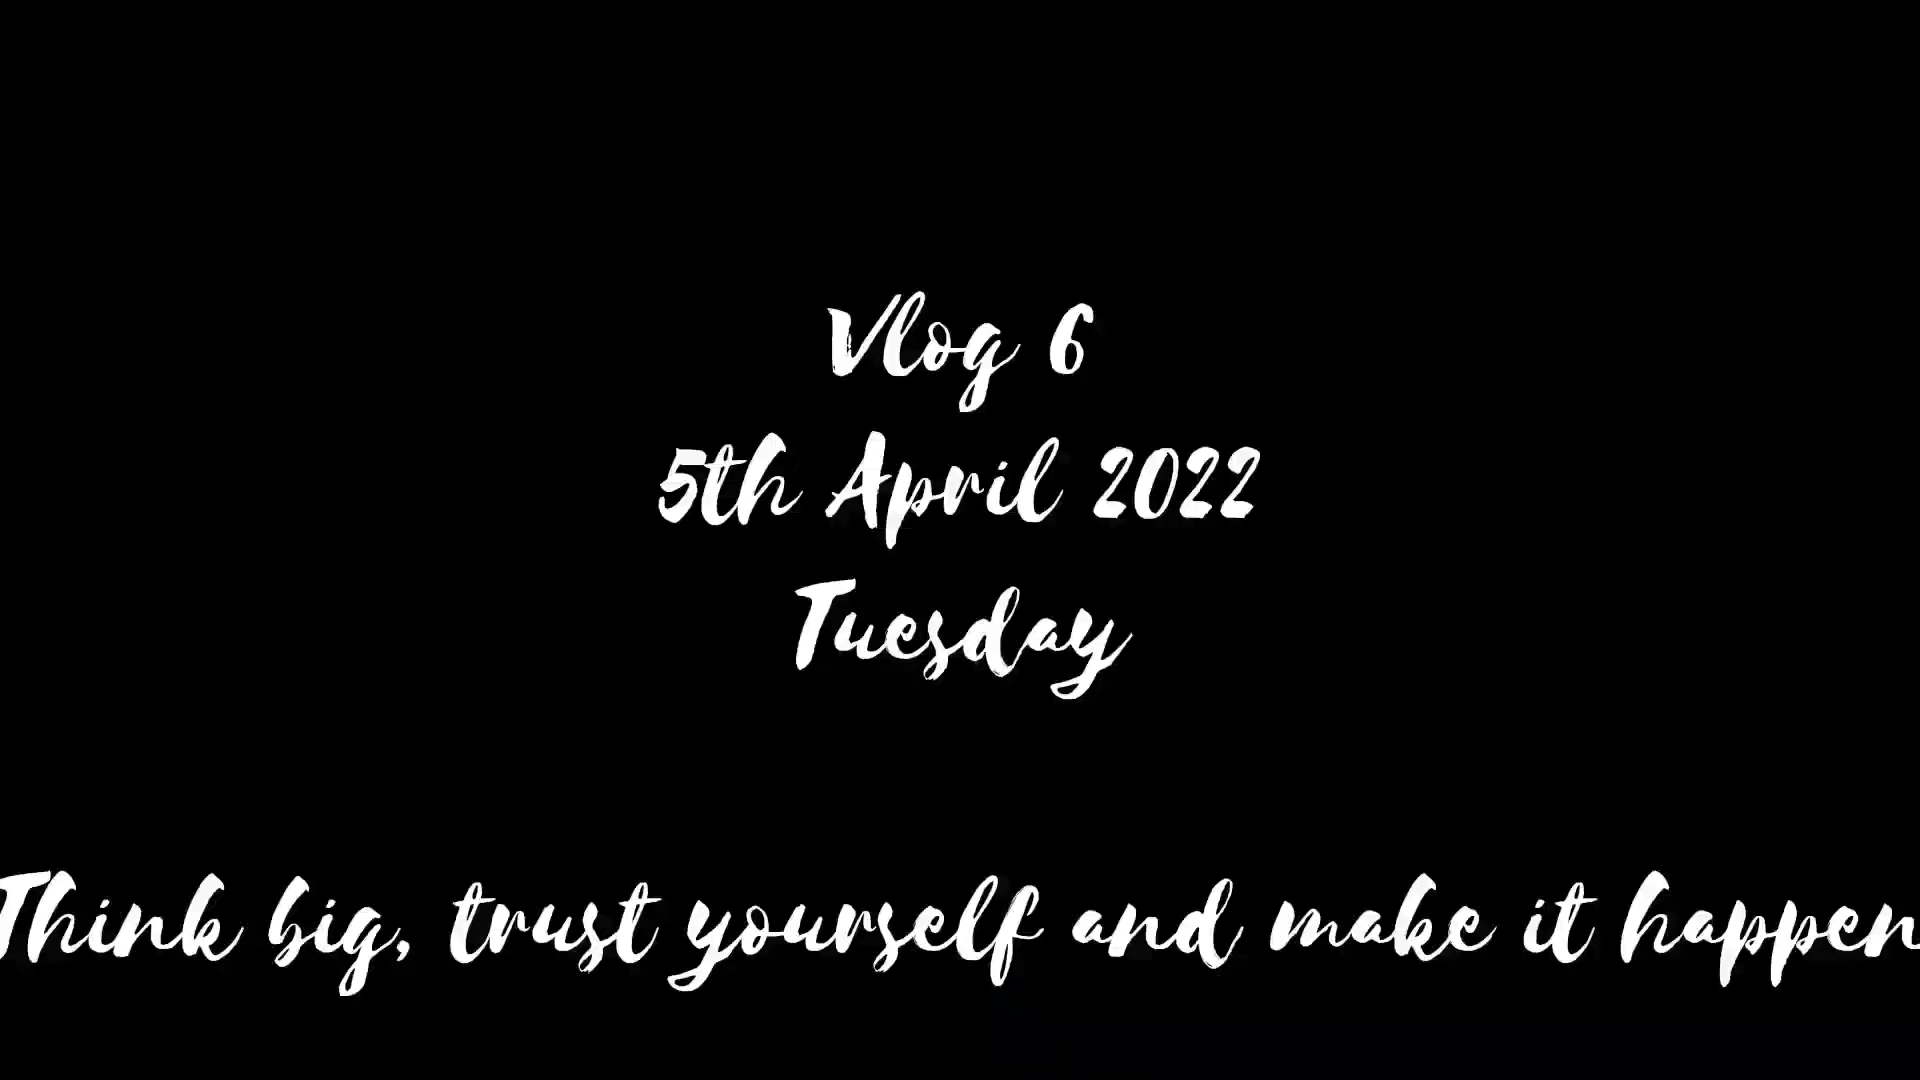 Vlog 6
5th April 2022
Tuesday
Think big, trust yourself and make it happen